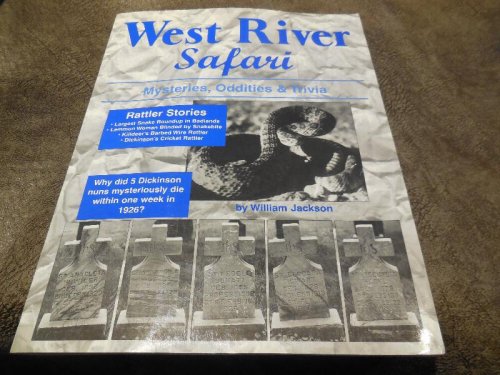 West River
Safari
Mysteries, Oddities & Trivia
Rattler Stories
• Largest Snake Roundup in Badlands
• Lemmon Woman Blinded by Snakebite
• Killdeer's Barbed Wire Rattler
• Dickinson's Cricket Rattler
Why did 5 Dickinson
nuns mysteriously die
within one week in
1926?
by William Jackson